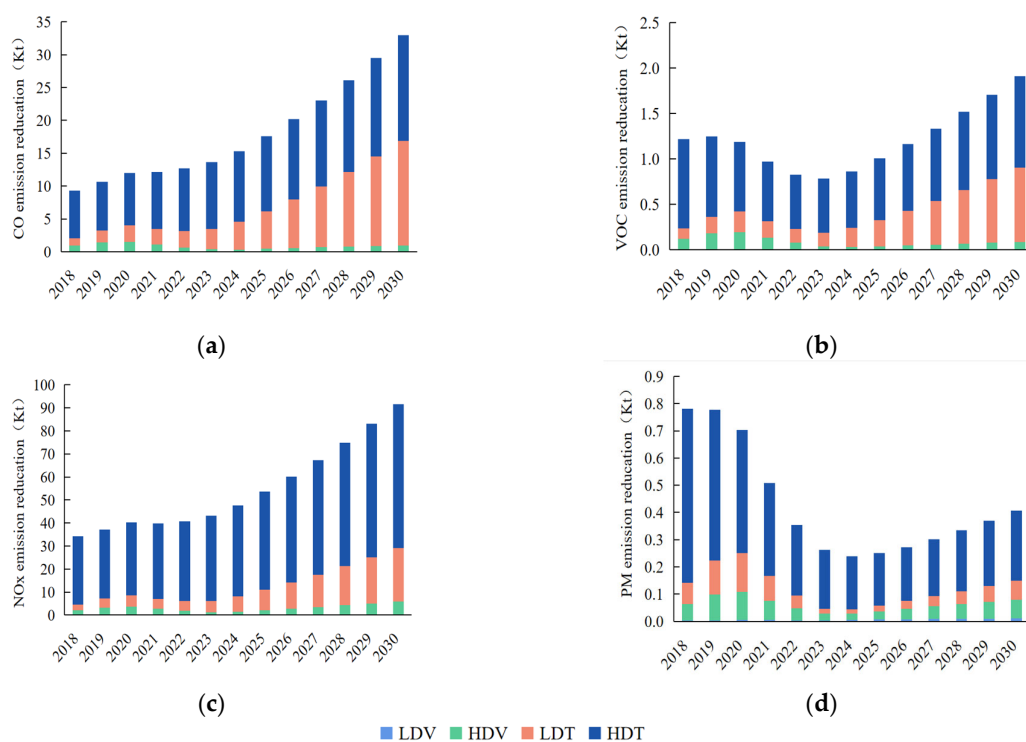 CO emission reducation（Kt）
35
30
25
20
15
10
5
0
2018 2019 2020 2021 2022 2023 2024 2025 2026 2027 2028 2029 2030
(a)
VOC emission reducation（Kt）
2.5
2.0
1.5
1.0
0.5
0.0
2018 2019 2020 2021 2022 2023 2024 2025 2026 2027 2028 2029 2030
(b)
NOx emission reducation（Kt）
100
90
80
70
60
50
40
30
20
10
0
2018 2019 2020 2021 2022 2023 2024 2025 2026 2027 2028 2029 2030
(c)
PM emission reducation（Kt）
0.9
0.8
0.7
0.6
0.5
0.4
0.3
0.2
0.1
0.0
2018 2019 2020 2021 2022 2023 2024 2025 2026 2027 2028 2029 2030
(d)
LDV HDV LDT HDT